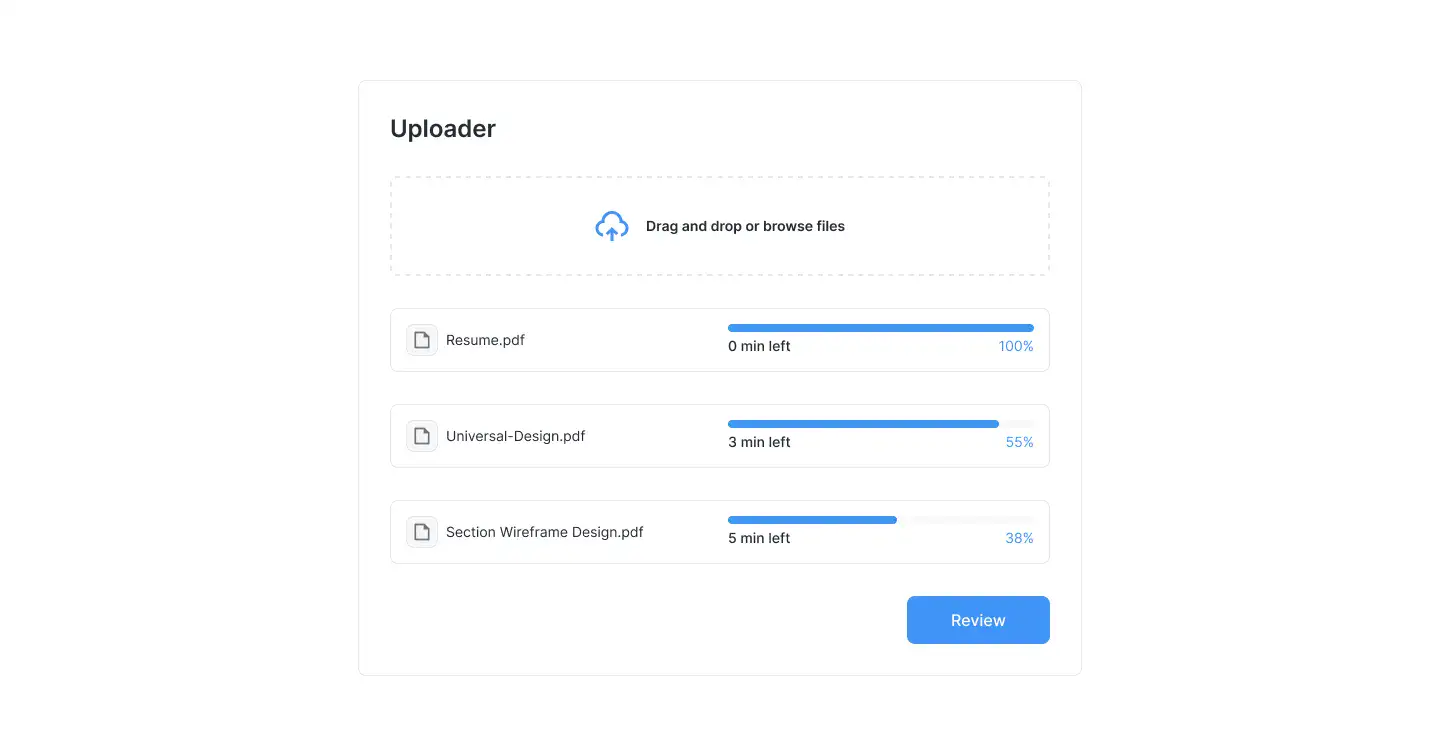 Uploader
Drag and drop or browse files
Resume.pdf
0 min left
100%
Universal-Design.pdf
3 min left
55%
Section Wireframe Design.pdf
5 min left
38%
Review